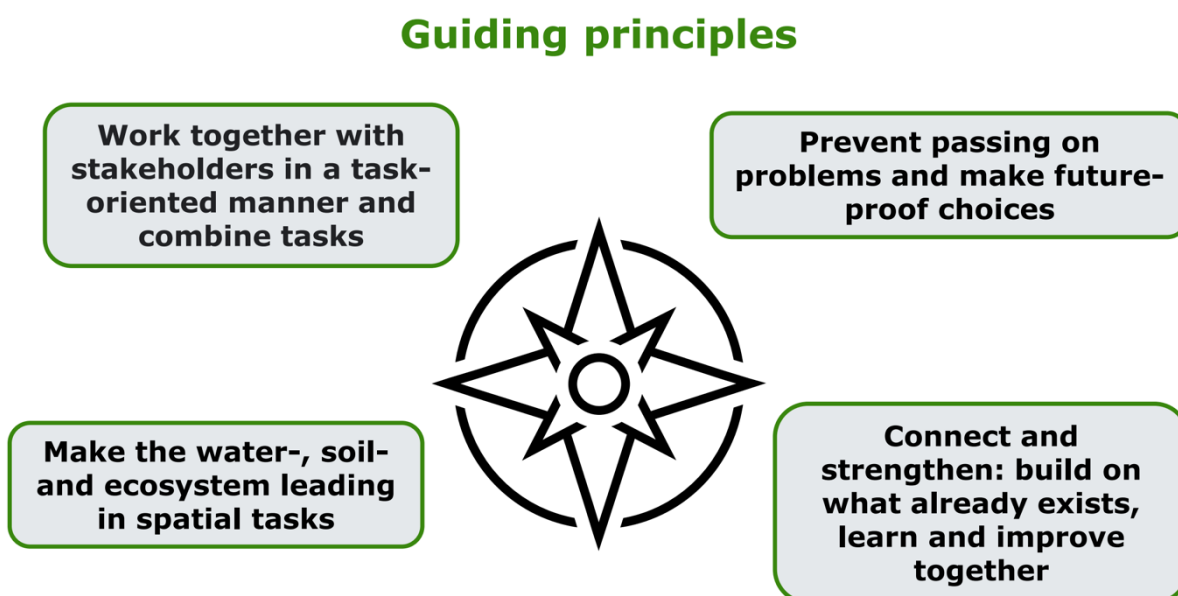 Guiding principles
Work together with
stakeholders in a task-
oriented manner and
combine tasks
Prevent passing on
problems and make future-
proof choices
Make the water-, soil-
and ecosystem leading
in spatial tasks
Connect and
strengthen: build on
what already exists,
learn and improve
together